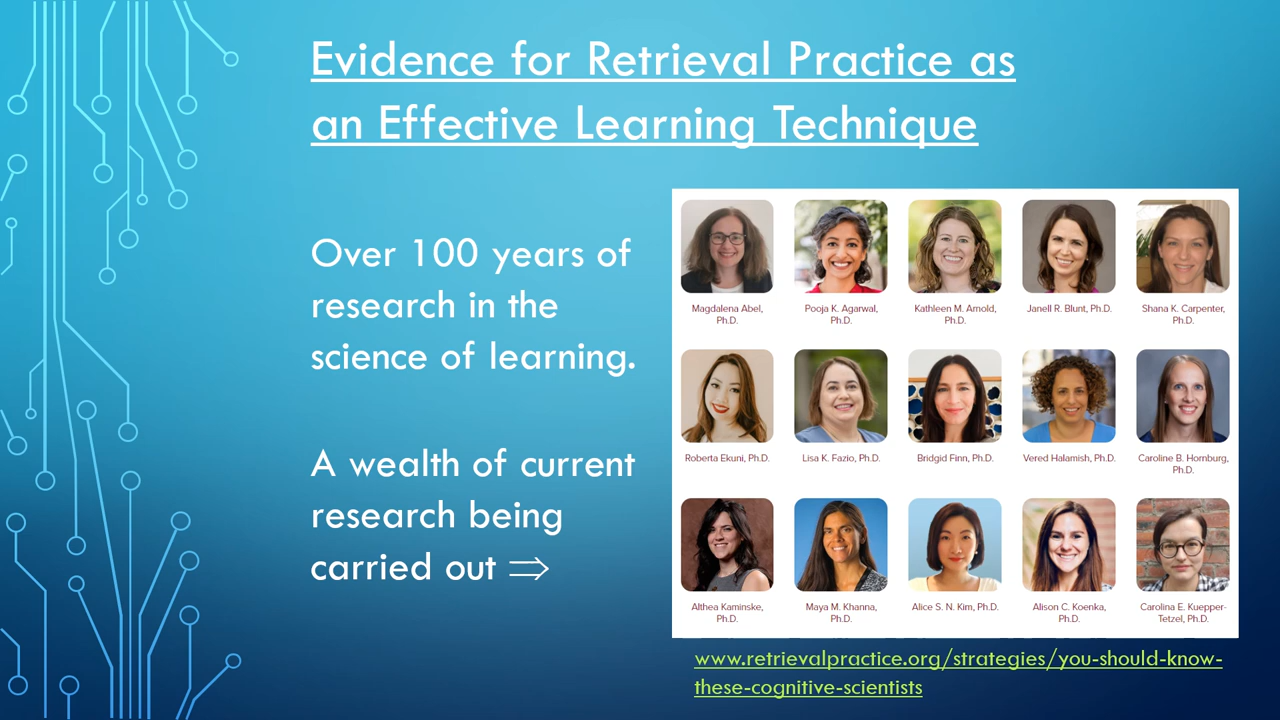 Evidence for Retrieval Practice as
an Effective Learning Technique
Over 100 years of
research in the
science of learning.
A wealth of current
research being
carried out ⇒
Magdalena Abel,
Ph.D.
Pooja K. Agarwal,
Ph.D.
Kathleen M. Arnold,
Ph.D.
Janell R. Blunt, Ph.D.
Shana K. Carpenter,
Ph.D.
Roberta Ekuni, Ph.D.
Lisa K. Fazio, Ph.D.
Bridgid Finn, Ph.D.
Vered Halamish, Ph.D.
Caroline B. Hornburg,
Ph.D.
Althea Kaminske,
Ph.D.
Maya M. Khanna,
Ph.D.
Alice S. N. Kim, Ph.D.
Alison C. Koenka,
Ph.D.
Carolina E. Kuepper-
Tetzel, Ph.D.
www.retrievalpractice.org/strategies/you-should-know-
these-cognitive-scientists